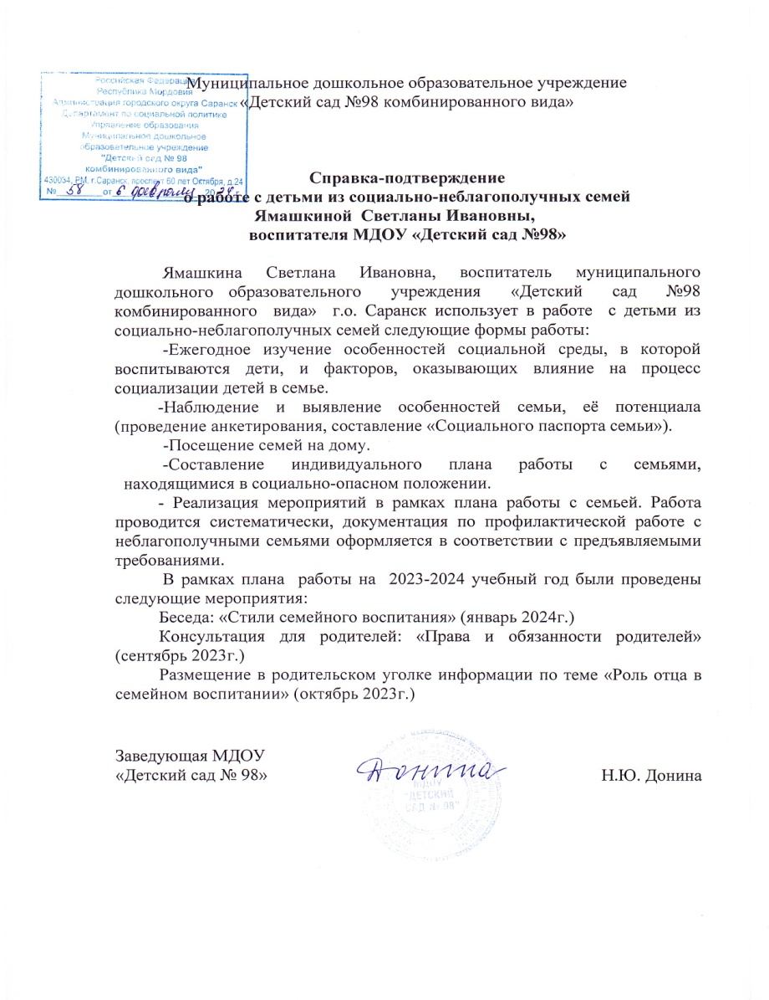 Российская Федерация
Республика Мордовия
Администрация городского округа Саранск
Департамент по социальной политике
Управление образования
Муниципальное дошкольное
образовательное учреждение
"Детский сад № 98
комбинированного вида"
430034, РМ, г.Саранск, проспект 60 лет Октября, д.24
№ 58 от 6 февраля 2024 г.
Муниципальное дошкольное образовательное учреждение
«Детский сад №98 комбинированного вида»
Справка-подтверждение
о работе с детьми из социально-неблагополучных семей
Ямашкиной Светланы Ивановны,
воспитателя МДОУ «Детский сад №98»
Ямашкина Светлана Ивановна, воспитатель муниципального
дошкольного образовательного учреждения «Детский сад №98
комбинированного вида» г.о. Саранск использует в работе с детьми из
социально-неблагополучных семей следующие формы работы:
-Ежегодное изучение особенностей социальной среды, в которой
воспитываются дети, и факторов, оказывающих влияние на процесс
социализации детей в семье.
-Наблюдение и выявление особенностей семьи, её потенциала
(проведение анкетирования, составление «Социального паспорта семьи»).
-Посещение семей на дому.
-Составление индивидуального плана работы с семьями,
находящимися в социально-опасном положении.
- Реализация мероприятий в рамках плана работы с семьей. Работа
проводится систематически, документация по профилактической работе с
неблагополучными семьями оформляется в соответствии с предъявляемыми
требованиями.
В рамках плана работы на 2023-2024 учебный год были проведены
следующие мероприятия:
Беседа: «Стили семейного воспитания» (январь 2024г.)
Консультация для родителей: «Права и обязанности родителей»
(сентябрь 2023г.)
Размещение в родительском уголке информации по теме «Роль отца в
семейном воспитании» (октябрь 2023г.)
Заведующая МДОУ
«Детский сад № 98»
Донина
Н.Ю. Донина
МДОУ
"ДЕТСКИЙ
САД № 98"